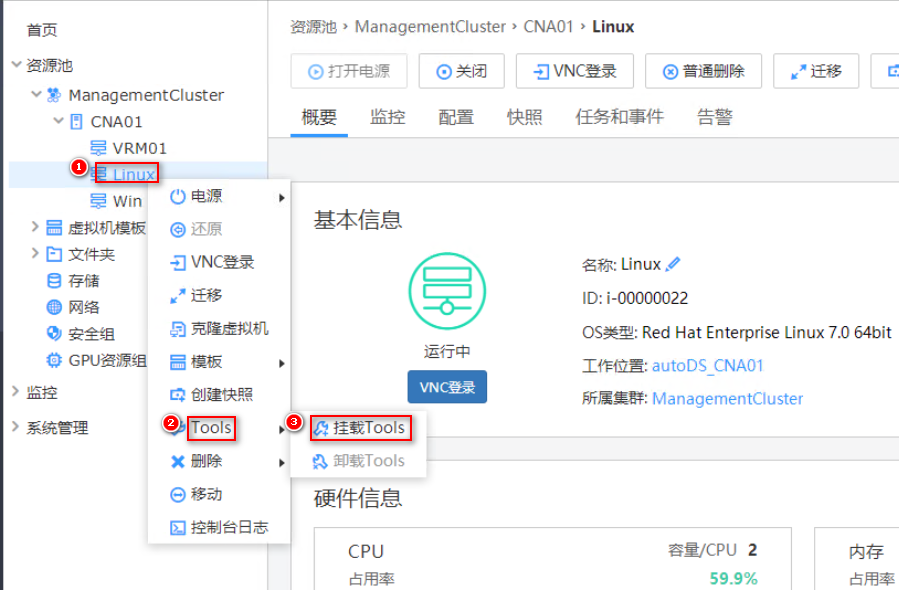 首页
资源池
ManagementCluster
CNA01
VRM01
1
Linux
Win
虚拟机模板
文件夹
存储
网络
安全组
GPU资源组
监控
系统管理
电源
还原
VNC登录
迁移
克隆虚拟机
模板
创建快照
2
Tools
删除
移动
控制台日志
3
挂载Tools
卸载Tools
资源池 › ManagementCluster › CNA01 › Linux
打开电源 关闭 VNC登录 普通删除 迁移
概要 监控 配置 快照 任务和事件 告警
基本信息
运行中
VNC登录
名称: Linux
ID: i-00000022
OS类型: Red Hat Enterprise Linux 7.0 64bit
工作位置: autoDS_CNA01
所属集群: ManagementCluster
硬件信息
CPU 容量/CPU 2
占用率 59.9%
内存
占用率